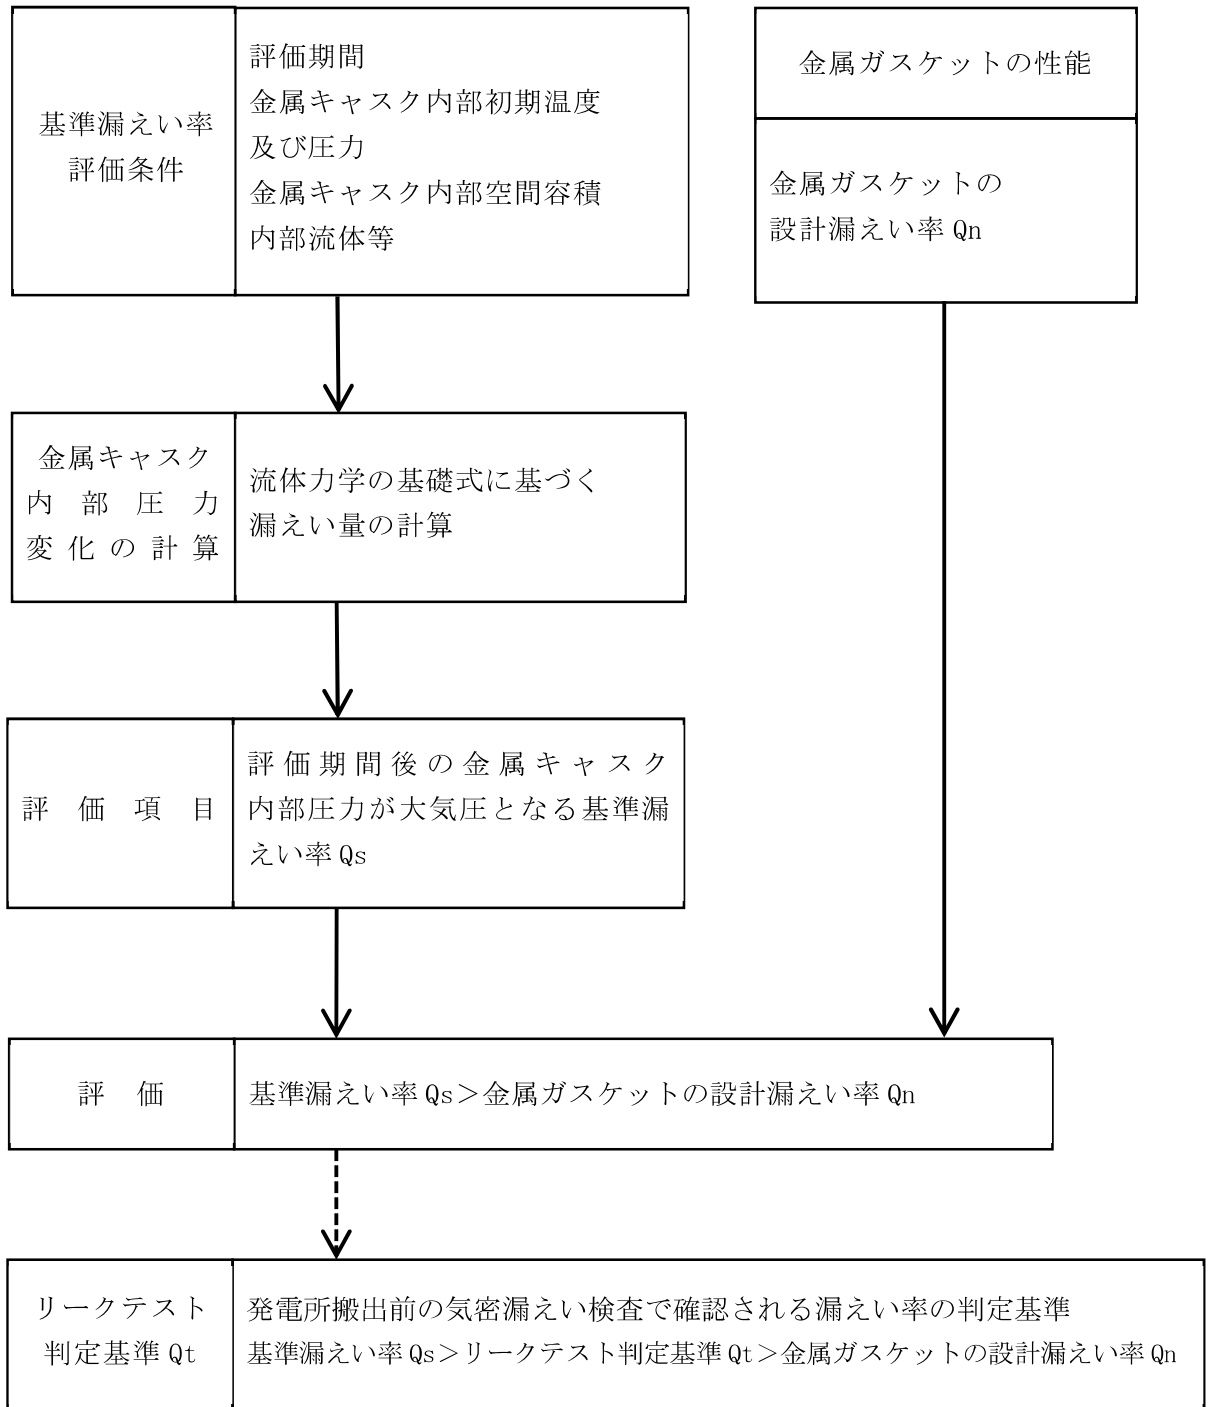 基準漏えい率
評価条件
評価期間
金属キャスク内部初期温度
及び圧力
金属キャスク内部空間容積
内部流体等
金属ガスケットの性能
金属ガスケットの
設計漏えい率 Qn
金属キャスク
内部圧力
変化の計算
流体力学の基礎式に基づく
漏えい量の計算
評価項目
評価期間後の金属キャスク
内部圧力が大気圧となる基準漏
えい率 Qs
評価
基準漏えい率 Qs＞金属ガスケットの設計漏えい率 Qn
リークテスト
判定基準 Qt
発電所搬出前の気密漏えい検査で確認される漏えい率の判定基準
基準漏えい率 Qs＞リークテスト判定基準 Qt＞金属ガスケットの設計漏えい率 Qn